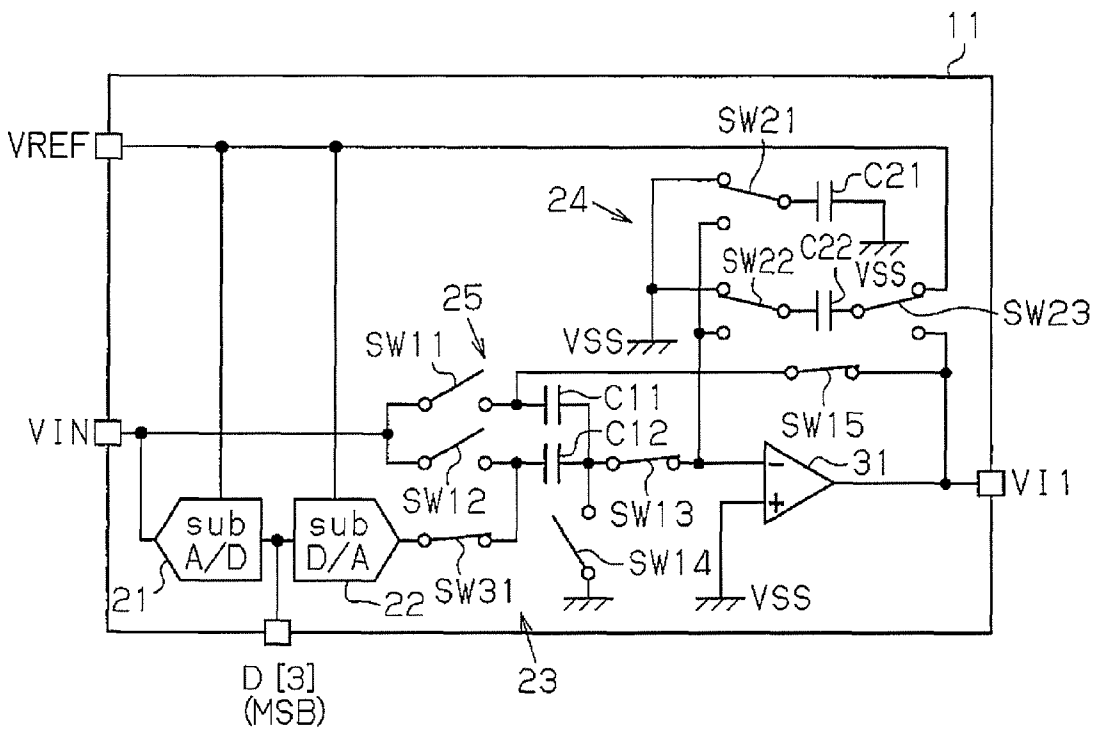 11
VREF
SW21
C21
24
VSS
C22
SW22
SW23
25
VSS
SW11
C11
SW15
VIN
C12
31
SW12
SW13
−
+
VI1
sub
A/D
sub
D/A
SW14
21
22
SW31
VSS
23
D [3]
(MSB)